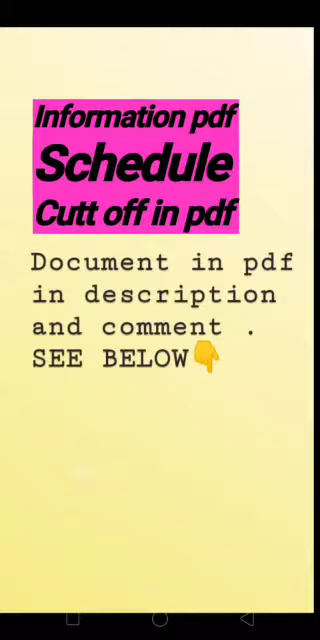 Information pdf
Schedule
Cutt off in pdf
Document in pdf
in description
and comment .
SEE BELOW👇